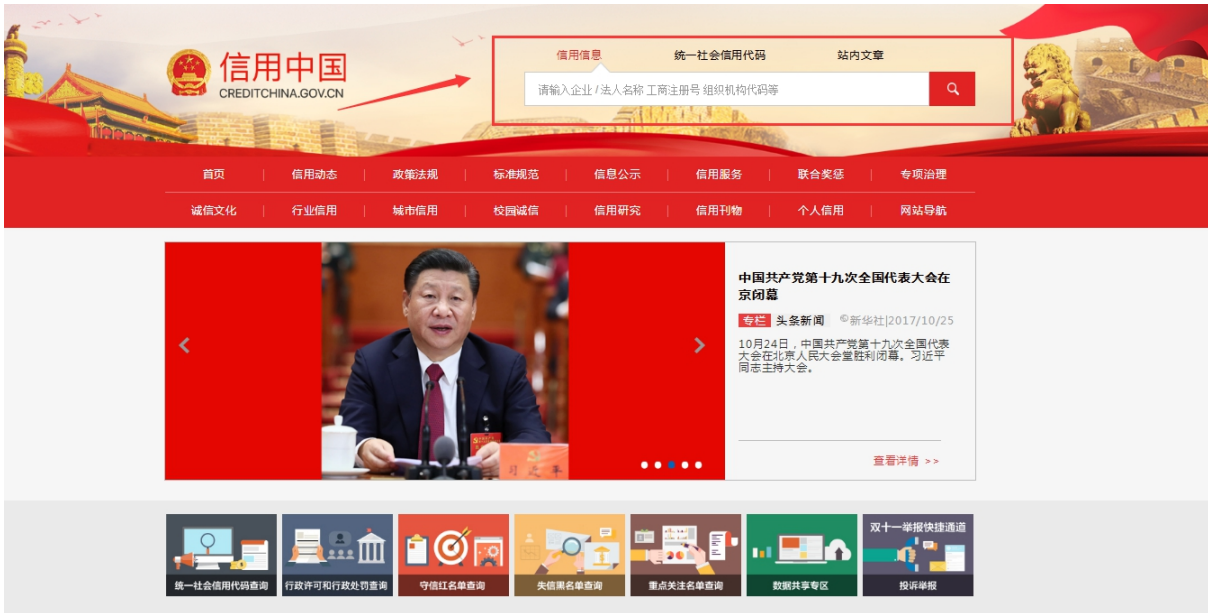 信用中国
CREDITCHINA.GOV.CN
信用信息 统一社会信用代码 站内文章
请输入企业 / 法人名称 工商注册号 组织机构代码等
首页 | 信用动态 | 政策法规 | 标准规范 | 信息公示 | 信用服务 | 联合奖惩 | 专项治理
诚信文化 | 行业信用 | 城市信用 | 校园诚信 | 信用研究 | 信用刊物 | 个人信用 | 网站导航
中国共产党第十九次全国代表大会在
京闭幕
专栏 头条新闻 ©新华社|2017/10/25
10月24日，中国共产党第十九次全国代表
大会在北京人民大会堂胜利闭幕。习近平
同志主持大会。
习近平
查看详情 >>
双十一举报快捷通道
统一社会信用代码查询 行政许可和行政处罚查询 守信红名单查询 失信黑名单查询 重点关注名单查询 数据共享专区 投诉举报